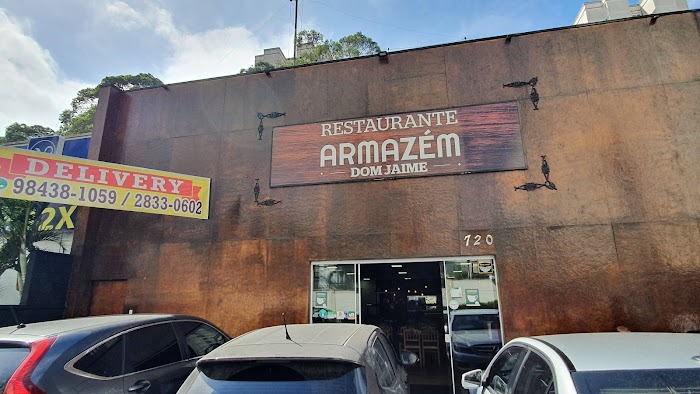 RESTAURANTE
ARMAZÉM
DOM JAIME
DELIVERY
98438-1059 / 2833-0602
2X
720